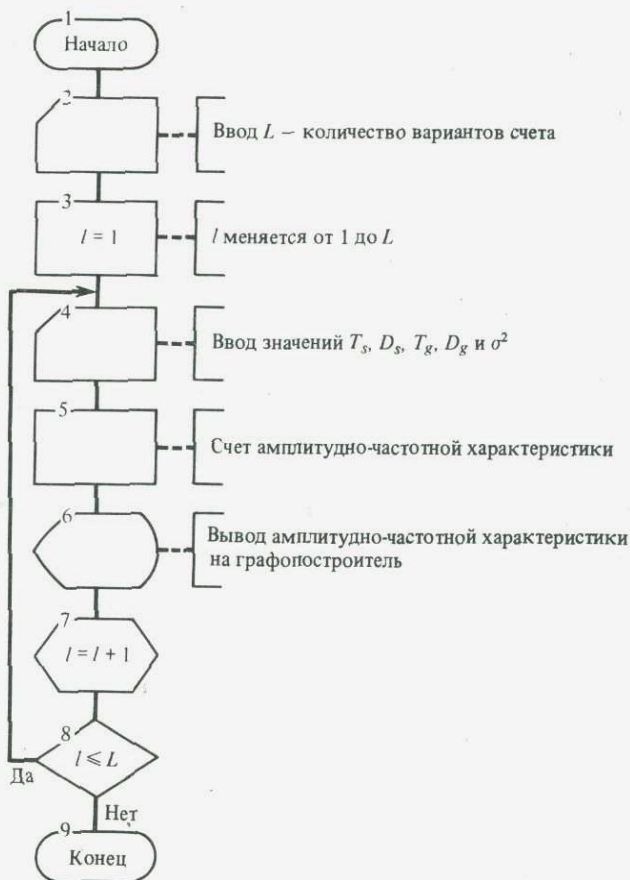 1
Начало
2
Ввод L – количество вариантов счета
3
l = 1
l меняется от 1 до L
4
Ввод значений Tₛ, Dₛ, T_g, D_g и σ²
5
Счет амплитудно-частотной характеристики
6
Вывод амплитудно-частотной характеристики
на графопостроитель
7
l = l + 1
8
l ⩽ L
Да
Нет
9
Конец